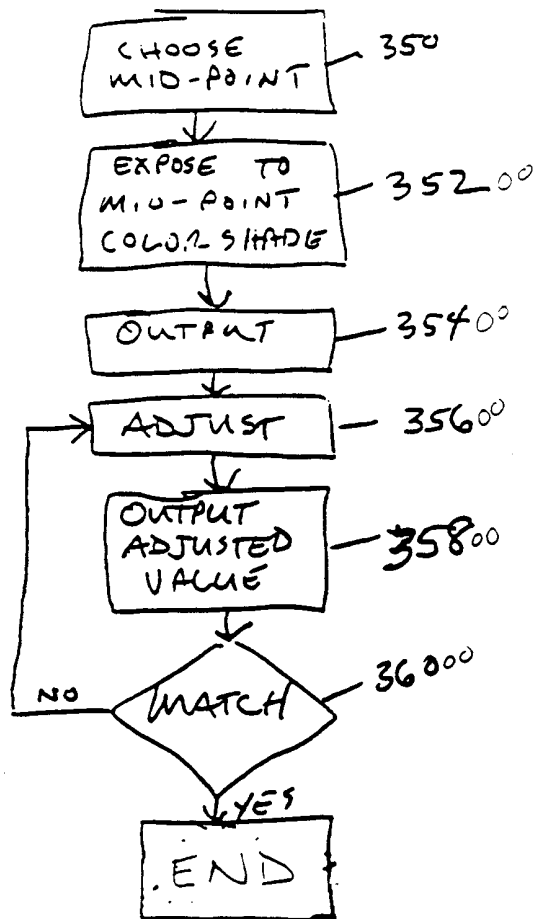 CHOOSE
MID-POINT
350
EXPOSE TO
MID-POINT
COLOR SHADE
35200
OUTPUT
35400
ADJUST
35600
OUTPUT
ADJUSTED
VALUE
35800
MATCH
36000
NO
YES
END